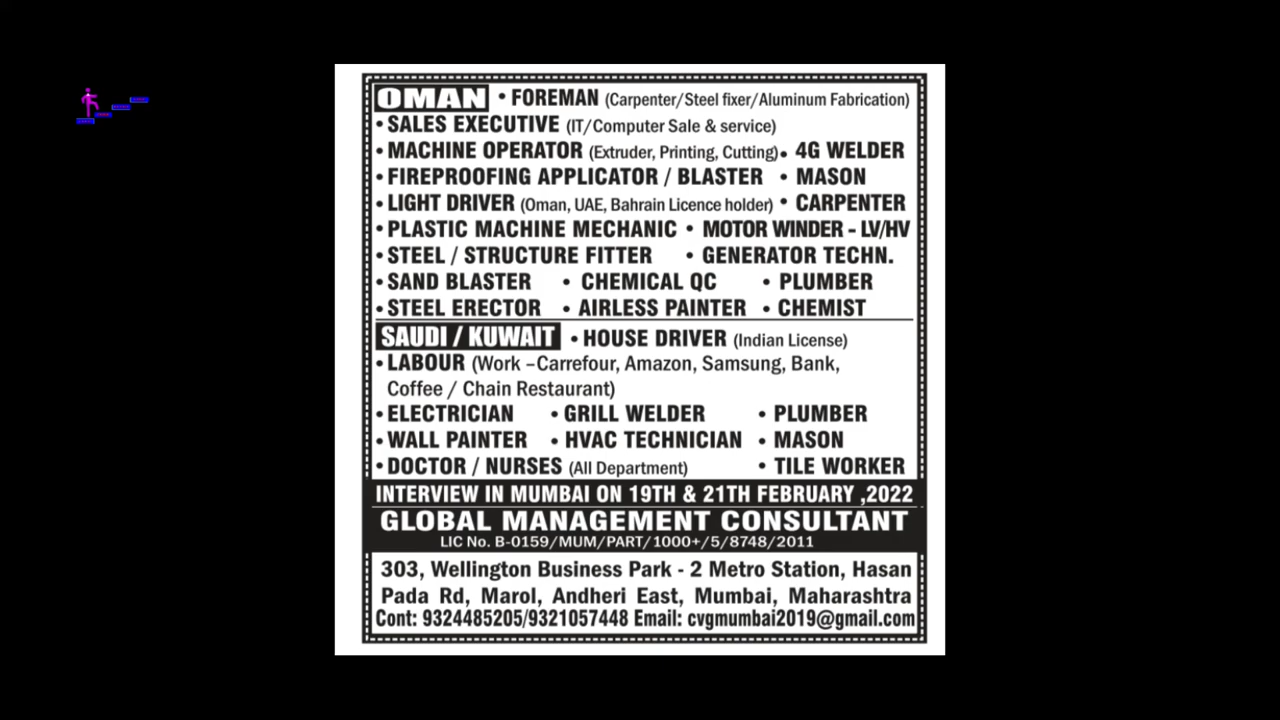 OMAN • FOREMAN (Carpenter/Steel fixer/Aluminum Fabrication)
• SALES EXECUTIVE (IT/Computer Sale & service)
• MACHINE OPERATOR (Extruder, Printing, Cutting) • 4G WELDER
• FIREPROOFING APPLICATOR / BLASTER • MASON
• LIGHT DRIVER (Oman, UAE, Bahrain Licence holder) • CARPENTER
• PLASTIC MACHINE MECHANIC • MOTOR WINDER - LV/HV
• STEEL / STRUCTURE FITTER • GENERATOR TECHN.
• SAND BLASTER • CHEMICAL QC • PLUMBER
• STEEL ERECTOR • AIRLESS PAINTER • CHEMIST
SAUDI / KUWAIT • HOUSE DRIVER (Indian License)
• LABOUR (Work –Carrefour, Amazon, Samsung, Bank,
Coffee / Chain Restaurant)
• ELECTRICIAN • GRILL WELDER • PLUMBER
• WALL PAINTER • HVAC TECHNICIAN • MASON
• DOCTOR / NURSES (All Department) • TILE WORKER
INTERVIEW IN MUMBAI ON 19TH & 21TH FEBRUARY ,2022
GLOBAL MANAGEMENT CONSULTANT
LIC No. B-0159/MUM/PART/1000+/5/8748/2011
303, Wellington Business Park - 2 Metro Station, Hasan
Pada Rd, Marol, Andheri East, Mumbai, Maharashtra
Cont: 9324485205/9321057448 Email: cvgmumbai2019@gmail.com